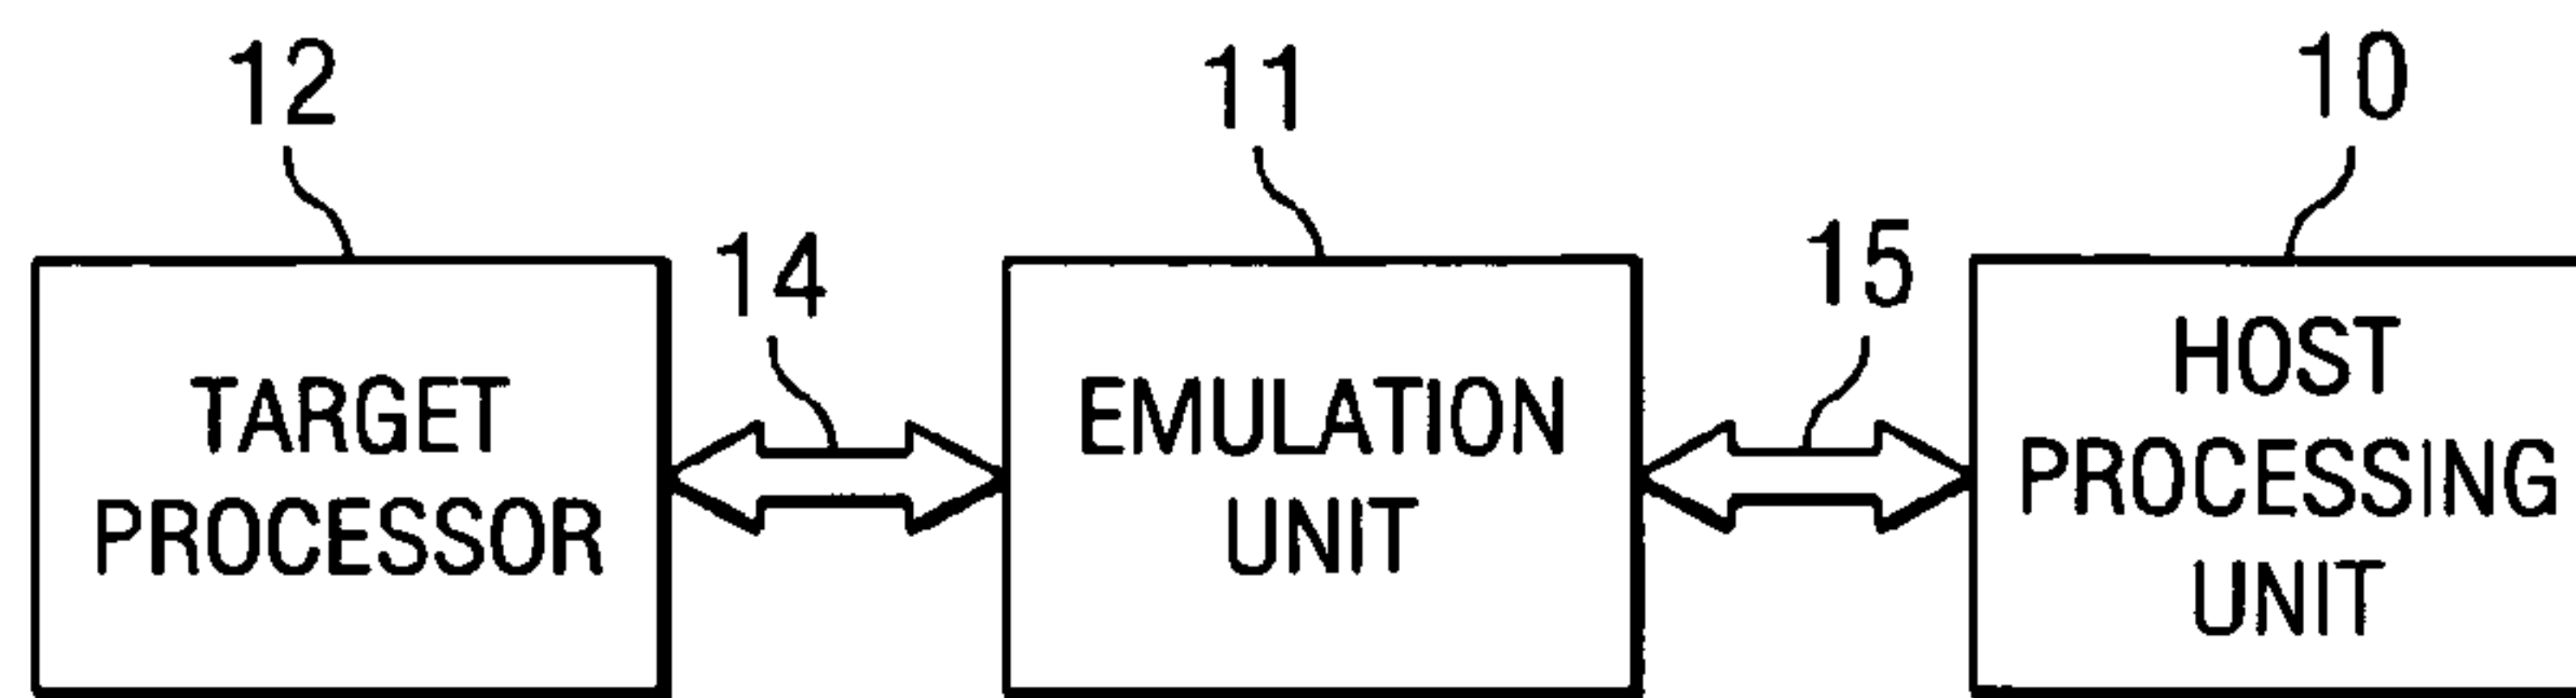 12
11
10
14
15
TARGET
PROCESSOR
EMULATION
UNIT
HOST
PROCESSING
UNIT